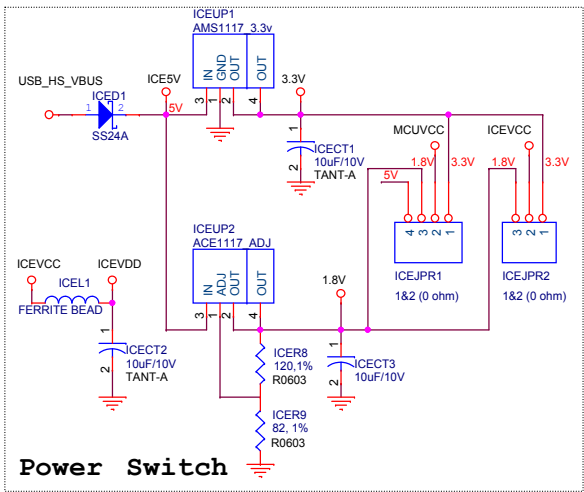 ICEUP1
AMS1117_3.3v
USB_HS_VBUS
ICED1
ICE5V
IN
GND
OUT
OUT
3.3V
1
2
5V
3
1
2
4
SS24A
MCUVCC
ICEVCC
1
2
ICECT1
10uF/10V
TANT-A
1.8V
3.3V
1.8V
3.3V
5V
4
3
2
1
3
2
1
ICEJPR1
1&2 (0 ohm)
ICEJPR2
1&2 (0 ohm)
ICEUP2
ACE1117_ADJ
IN
ADJ
OUT
OUT
3
1
2
4
1.8V
ICEVCC
ICEVDD
ICEL1
FERRITE BEAD
1
2
ICECT2
10uF/10V
TANT-A
ICER8
120,1%
R0603
1
2
ICECT3
10uF/10V
ICER9
82, 1%
R0603
Power Switch